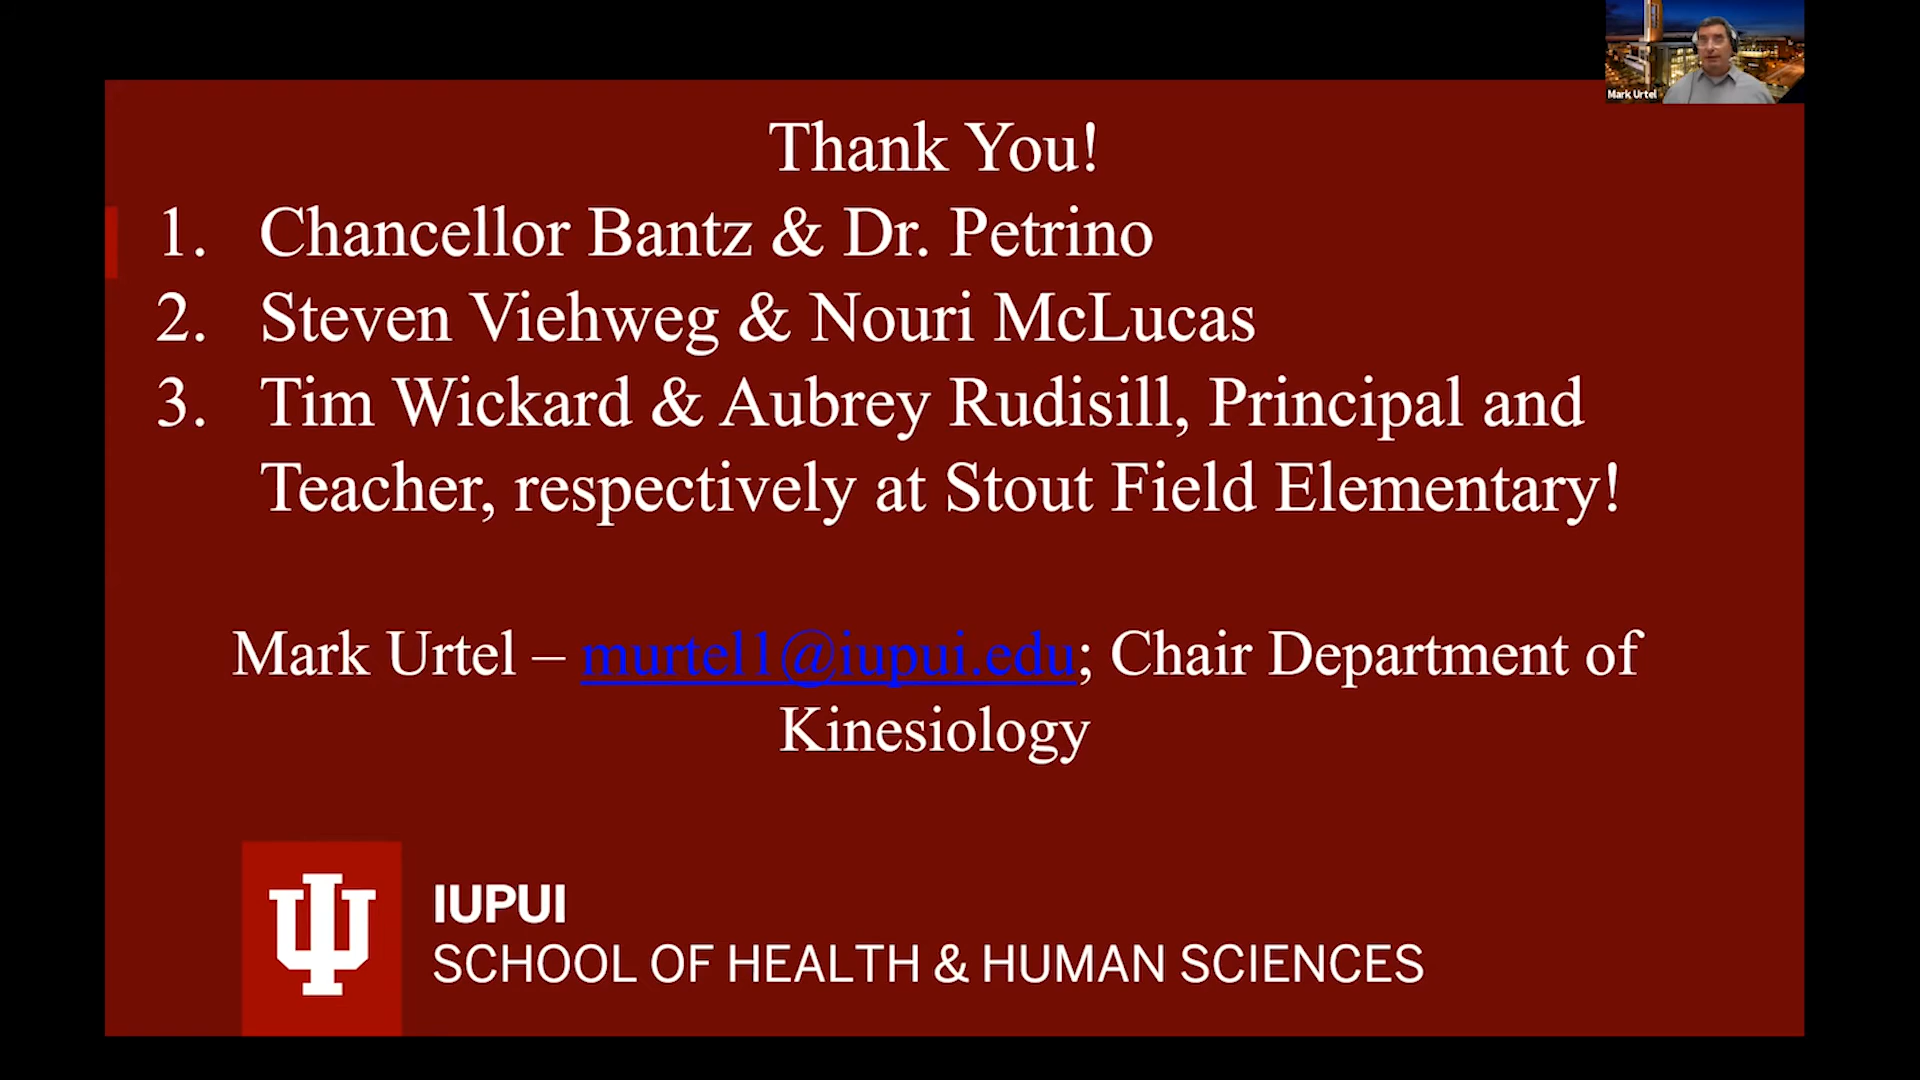 Mark Urtel
Thank You!
1. Chancellor Bantz & Dr. Petrino
2. Steven Viehweg & Nouri McLucas
3. Tim Wickard & Aubrey Rudisill, Principal and
Teacher, respectively at Stout Field Elementary!
Mark Urtel – murtel1@iupui.edu; Chair Department of
Kinesiology
IUPUI
SCHOOL OF HEALTH & HUMAN SCIENCES